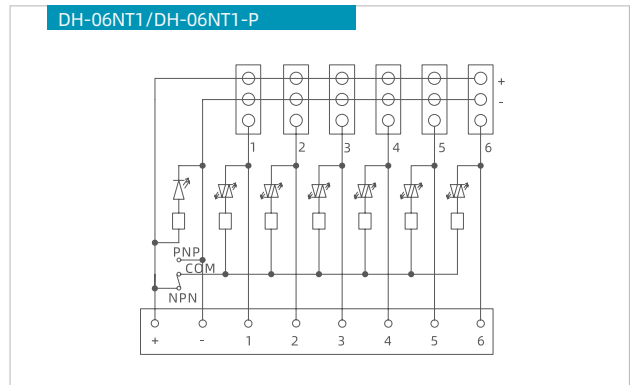 DH-06NT1/DH-06NT1-P
+
-
1 2 3 4 5 6
PNP
COM
NPN
+ - 1 2 3 4 5 6